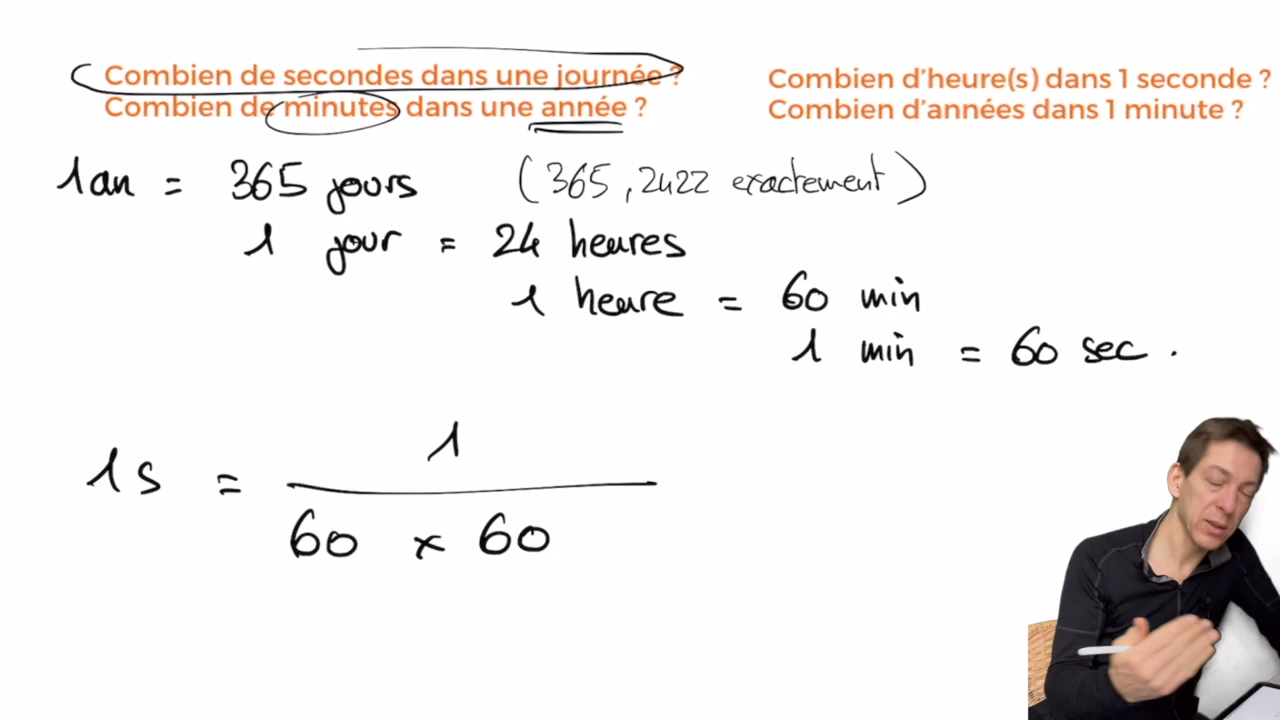 Combien de secondes dans une journée ?
Combien de minutes dans une année ?
Combien d'heure(s) dans 1 seconde ?
Combien d'années dans 1 minute ?
1 an = 365 jours (365,2422 exactement)
1 jour = 24 heures
1 heure = 60 min
1 min = 60 sec.
1s = 1
60 × 60